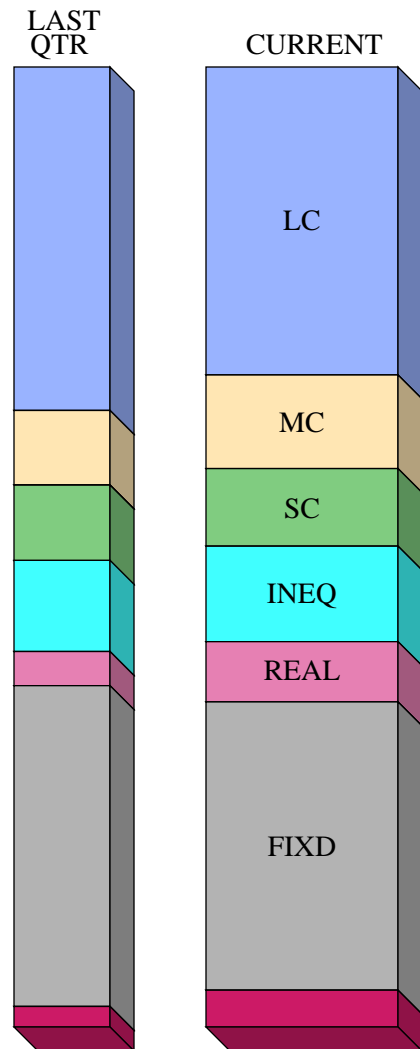 LAST
QTR
CURRENT
LC
MC
SC
INEQ
REAL
FIXD